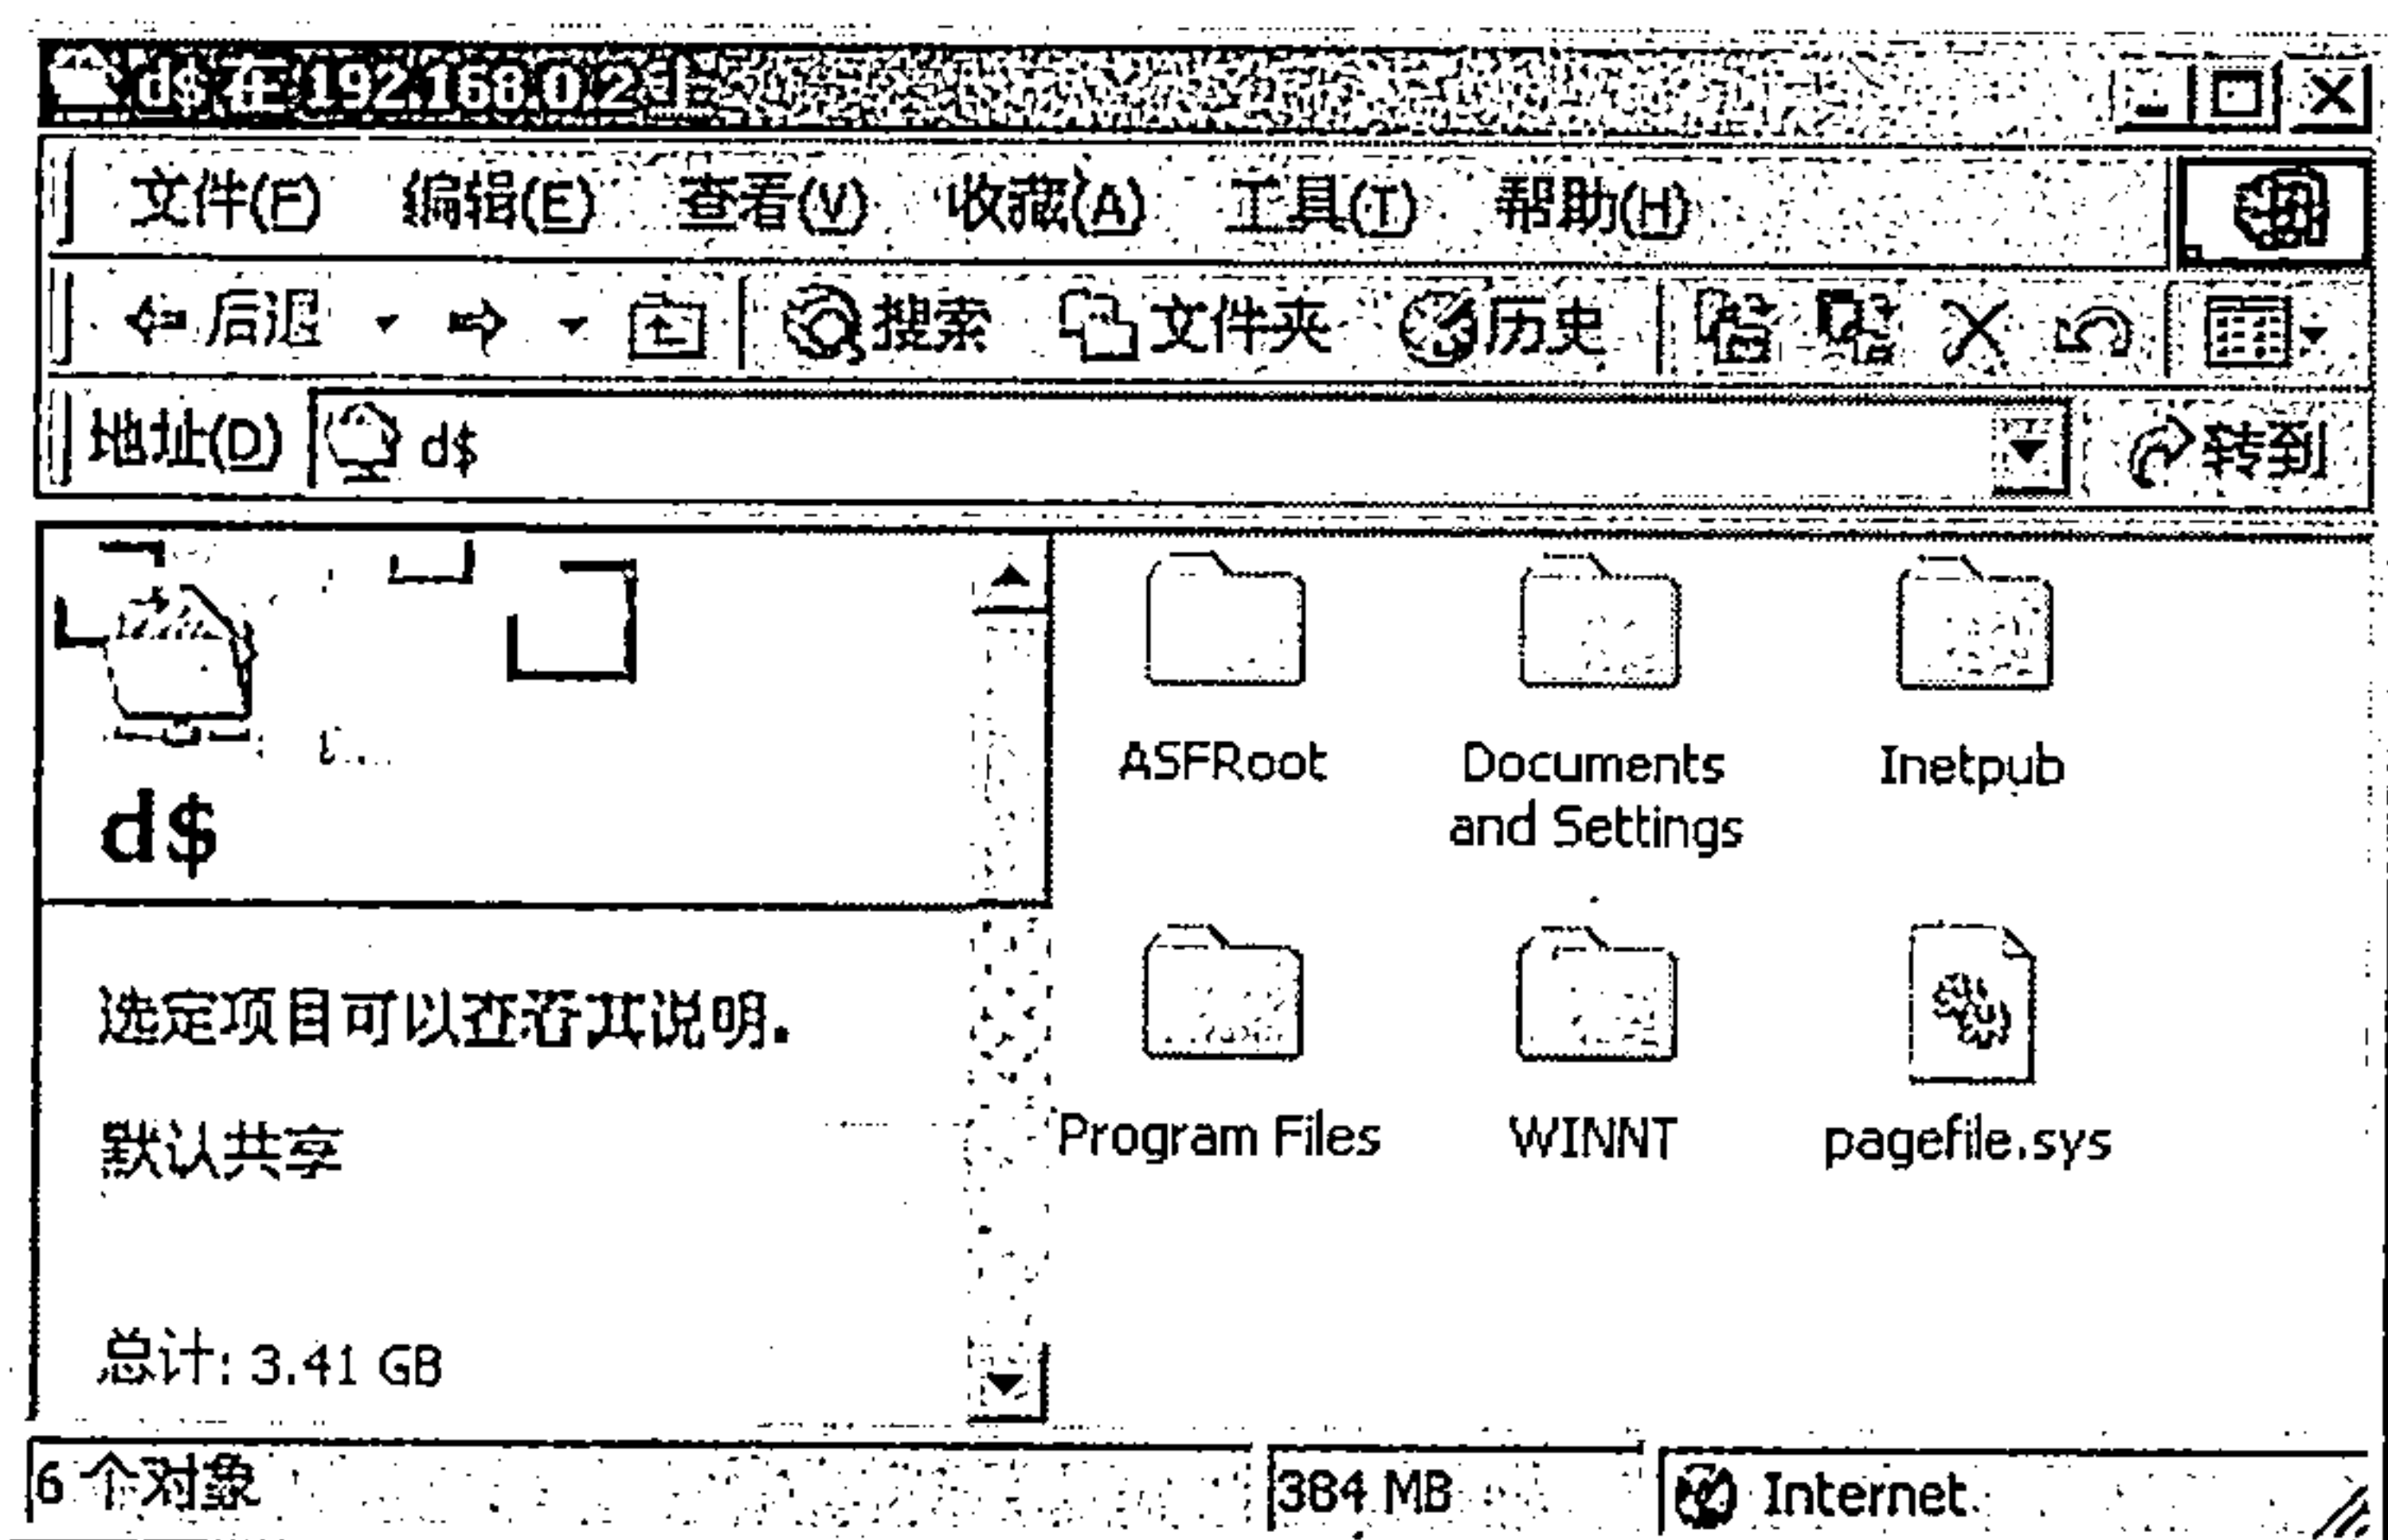 d$ 在 192.168.0.2 上
文件(F) 编辑(E) 查看(V) 收藏(A) 工具(T) 帮助(H)
后退 搜索 文件夹 历史
地址(D) d$ 转到
ASFRoot Documents and Settings Inetpub
d$
选定项目可以查看其说明.
Program Files WINNT pagefile.sys
默认共享
总计: 3.41 GB
6 个对象 384 MB Internet